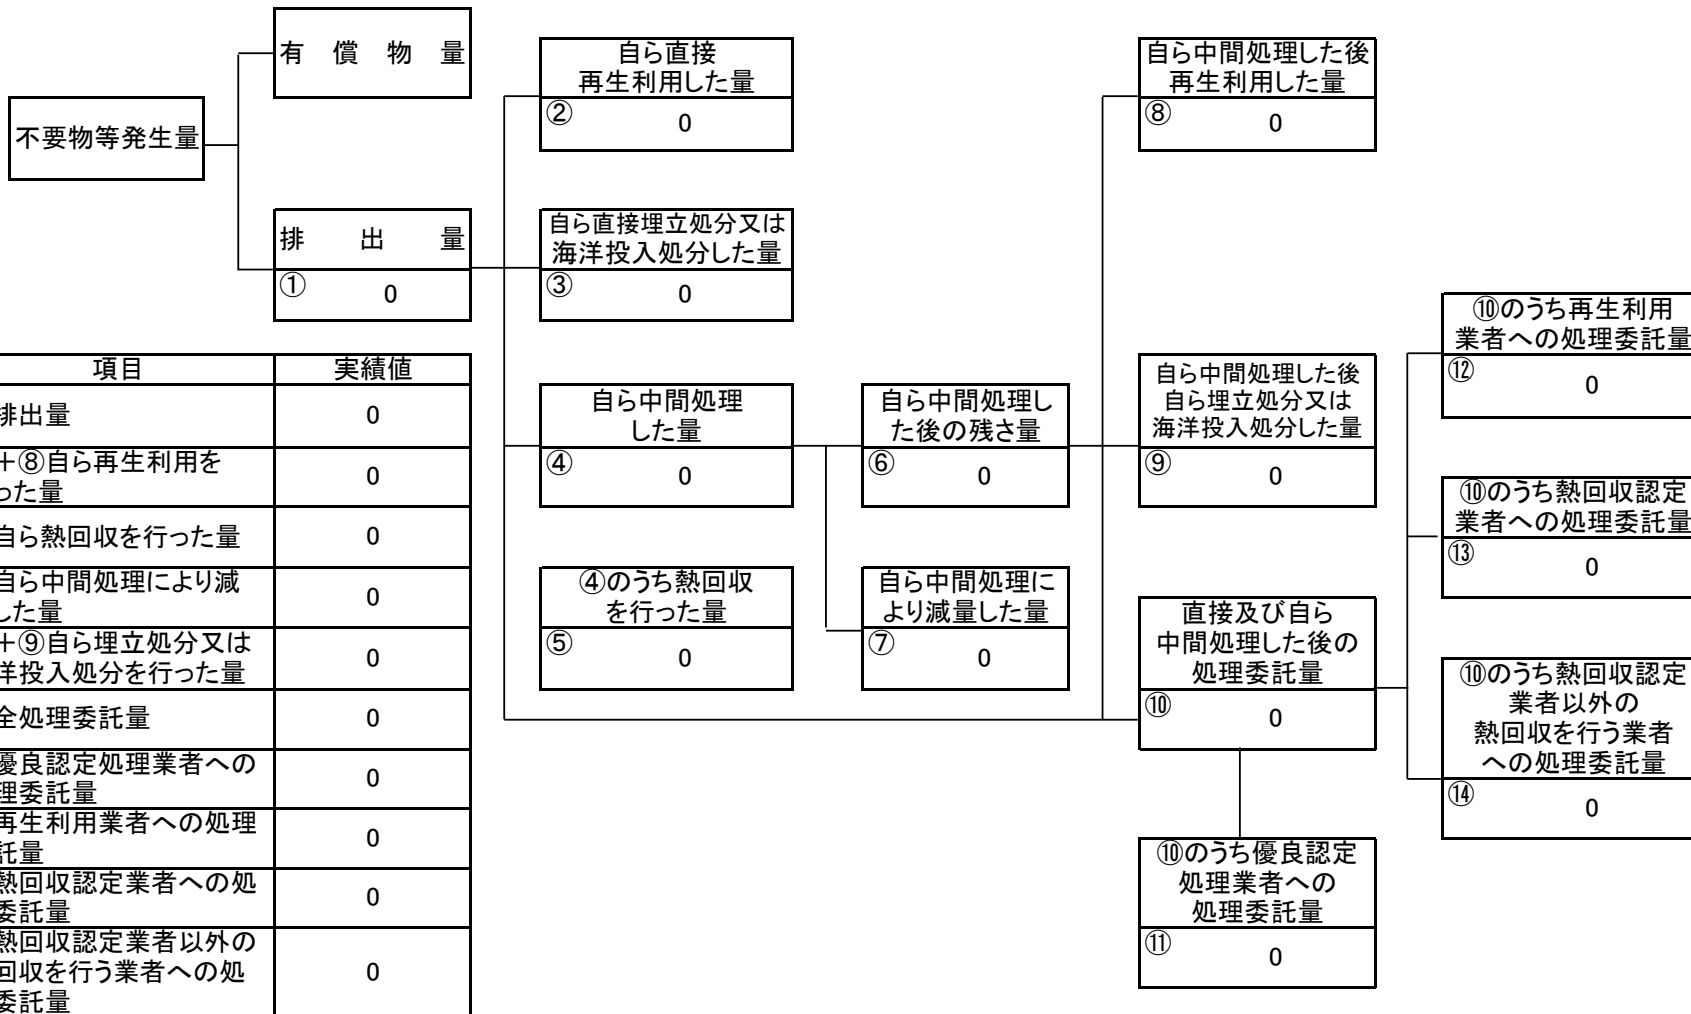 不要物等発生量
有 償 物 量
排 出 量
① 0
自ら直接
再生利用した量
② 0
自ら直接埋立処分又は
海洋投入処分した量
③ 0
自ら中間処理
した量
④ 0
④のうち熱回収
を行った量
⑤ 0
自ら中間処理し
た後の残さ量
⑥ 0
自ら中間処理に
より減量した量
⑦ 0
自ら中間処理した後
再生利用した量
⑧ 0
自ら中間処理した後
自ら埋立処分又は
海洋投入処分した量
⑨ 0
直接及び自ら
中間処理した後の
処理委託量
⑩ 0
⑩のうち優良認定
処理業者への
処理委託量
⑪ 0
⑩のうち再生利用
業者への処理委託量
⑫ 0
⑩のうち熱回収認定
業者への処理委託量
⑬ 0
⑩のうち熱回収認定
業者以外の
熱回収を行う業者
への処理委託量
⑭ 0
項目 実績値
排出量 0
+⑧自ら再生利用を
った量 0
自ら熱回収を行った量 0
自ら中間処理により減
した量 0
+⑨自ら埋立処分又は
洋投入処分を行った量 0
全処理委託量 0
優良認定処理業者への
理委託量 0
再生利用業者への処理
託量 0
熱回収認定業者への処
委託量 0
熱回収認定業者以外の
回収を行う業者への処
委託量 0